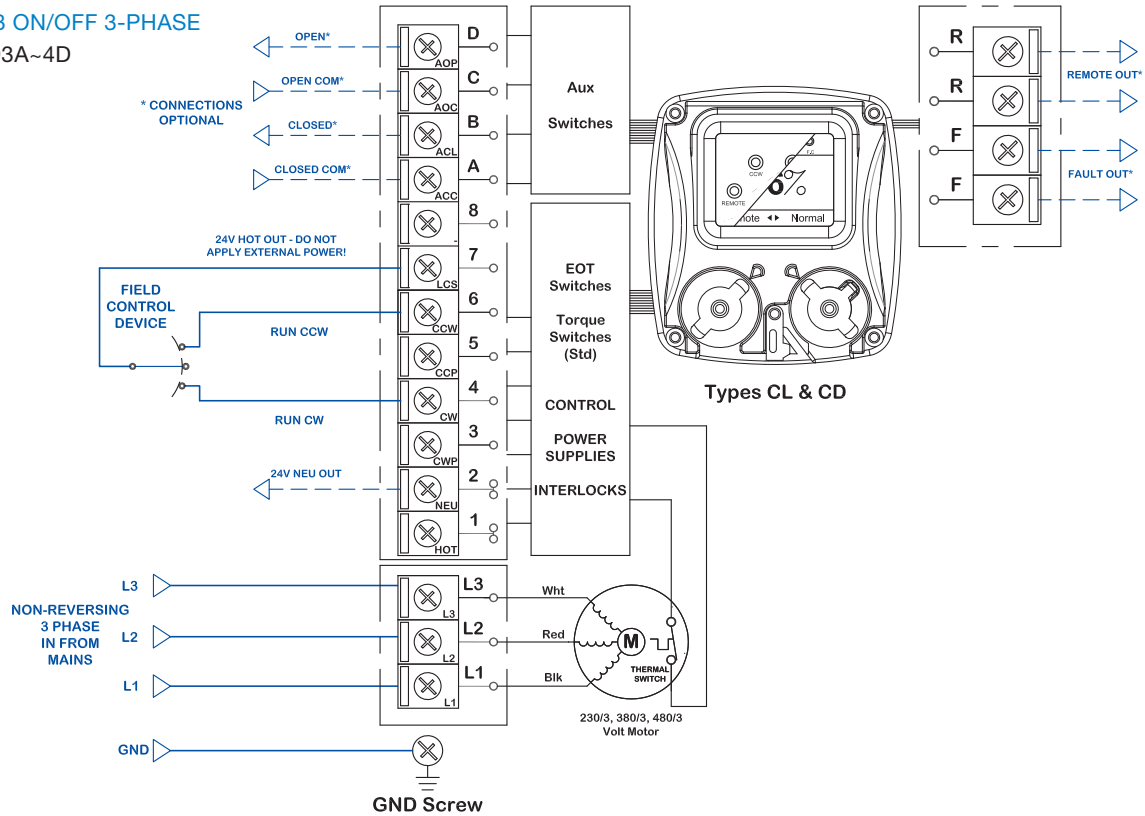 ON/OFF 3-PHASE
03A~4D
OPEN*
OPEN COM*
* CONNECTIONS
OPTIONAL
CLOSED*
CLOSED COM*
24V HOT OUT - DO NOT
APPLY EXTERNAL POWER!
FIELD
CONTROL
DEVICE
RUN CCW
RUN CW
24V NEU OUT
AOP
D
AOC
C
ACL
B
ACC
A
-
8
LCS
7
CCW
6
CCP
5
CW
4
CWP
3
NEU
2
HOT
1
Aux
Switches
EOT
Switches
Torque
Switches
(Std)
CONTROL
POWER
SUPPLIES
INTERLOCKS
CCW
REMOTE
Normal
Types CL & CD
R
R
F
F
REMOTE OUT*
FAULT OUT*
NON-REVERSING
3 PHASE
IN FROM
MAINS
L3
L2
L1
L3
L3
L2
L2
L1
L1
Wht
Red
Blk
M
THERMAL
SWITCH
230/3, 380/3, 480/3
Volt Motor
GND
GND Screw